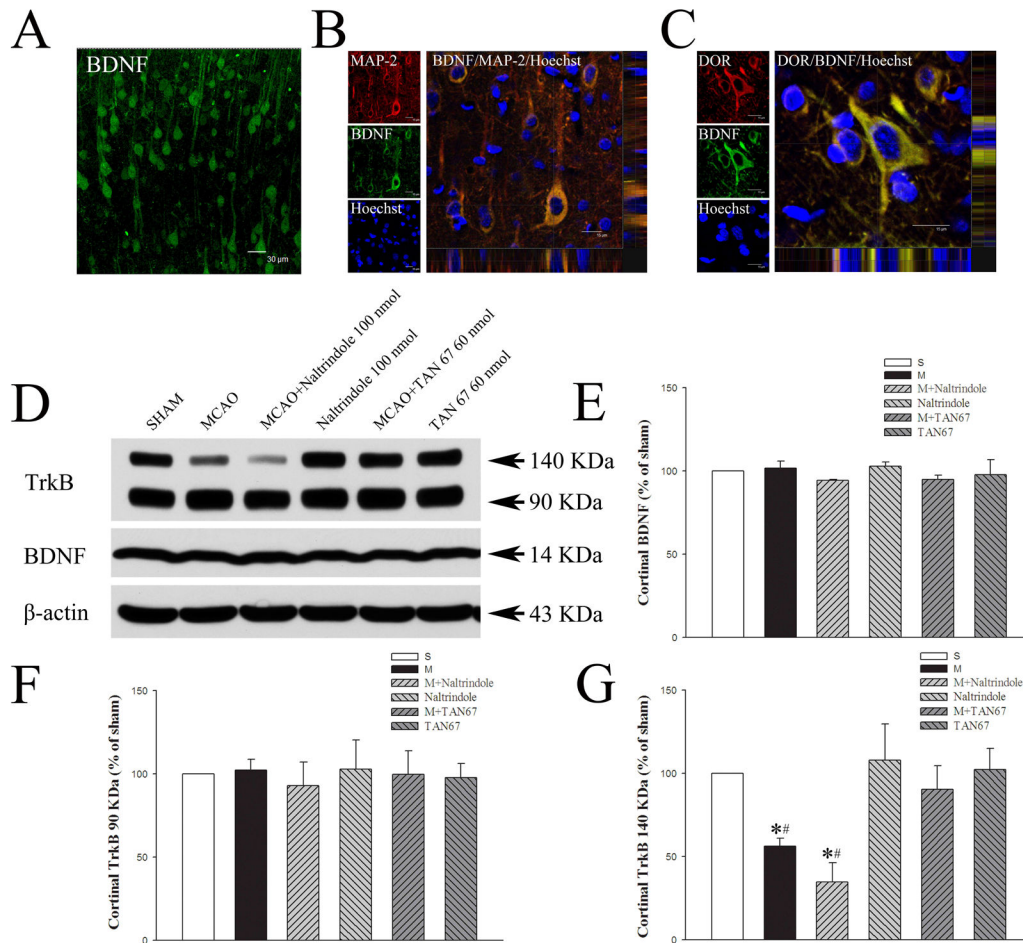 A
BDNF
30 µm
B
MAP-2
BDNF
Hoechst
BDNF/MAP-2/Hoechst
15 µm
C
DOR
BDNF
Hoechst
DOR/BDNF/Hoechst
15 µm
D
SHAM
MCAO
MCAO+Naltrindole 100 nmol
Naltrindole 100 nmol
MCAO+TAN 67 60 nmol
TAN 67 60 nmol
TrkB
140 KDa
90 KDa
BDNF
14 KDa
β-actin
43 KDa
E
S
M
M+Naltrindole
Naltrindole
M+TAN67
TAN67
Cortinal BDNF (% of sham)
150
100
50
0
F
S
M
M+Naltrindole
Naltrindole
M+TAN67
TAN67
Cortinal TrkB 90 KDa (% of sham)
150
100
50
0
G
S
M
M+Naltrindole
Naltrindole
M+TAN67
TAN67
Cortinal TrkB 140 KDa (% of sham)
150
100
50
0
*#
*#